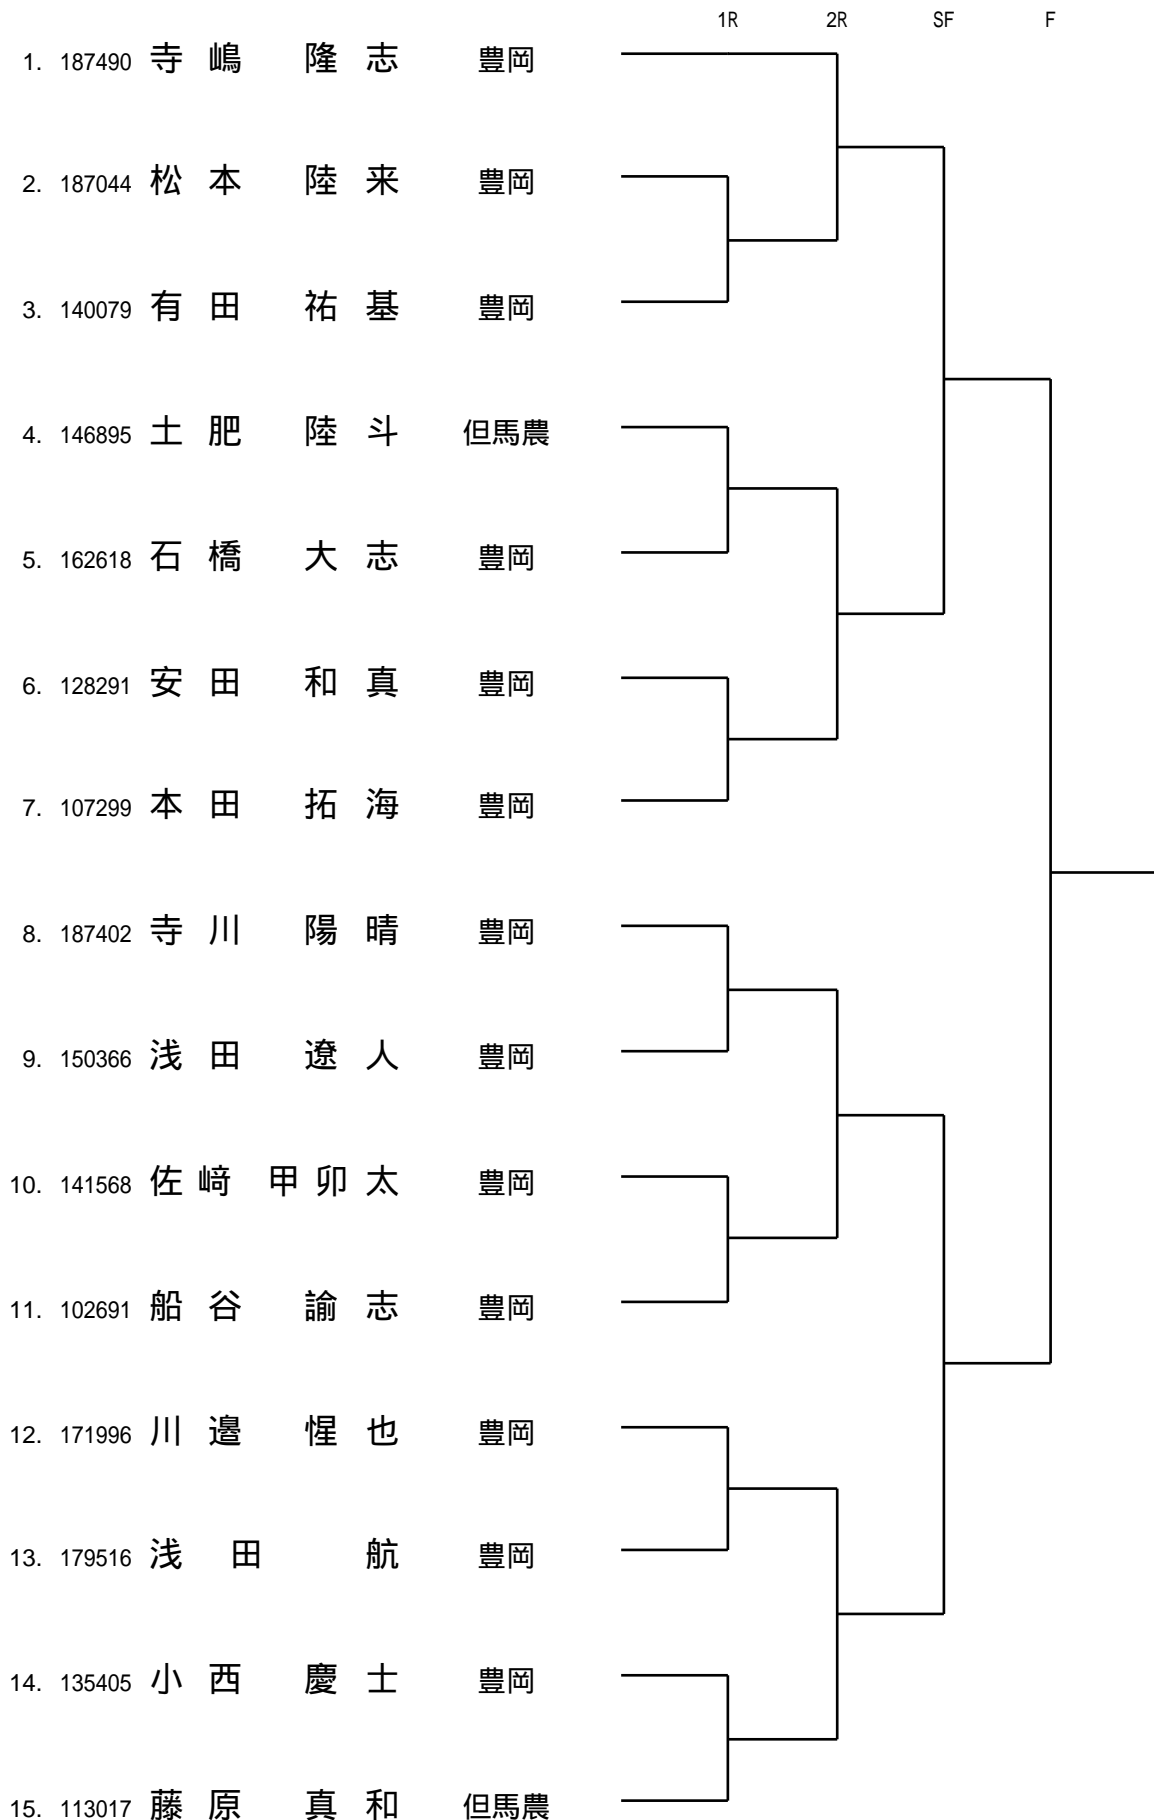 1R 2R SF F
1. 187490 寺嶋 隆志 豊岡
2. 187044 松本 陸来 豊岡
3. 140079 有田 祐基 豊岡
4. 146895 土肥 陸斗 但馬農
5. 162618 石橋 大志 豊岡
6. 128291 安田 和真 豊岡
7. 107299 本田 拓海 豊岡
8. 187402 寺川 陽晴 豊岡
9. 150366 浅田 遼人 豊岡
10. 141568 佐﨑 甲卯太 豊岡
11. 102691 船谷 諭志 豊岡
12. 171996 川邉 惺也 豊岡
13. 179516 浅田 航 豊岡
14. 135405 小西 慶士 豊岡
15. 113017 藤原 真和 但馬農